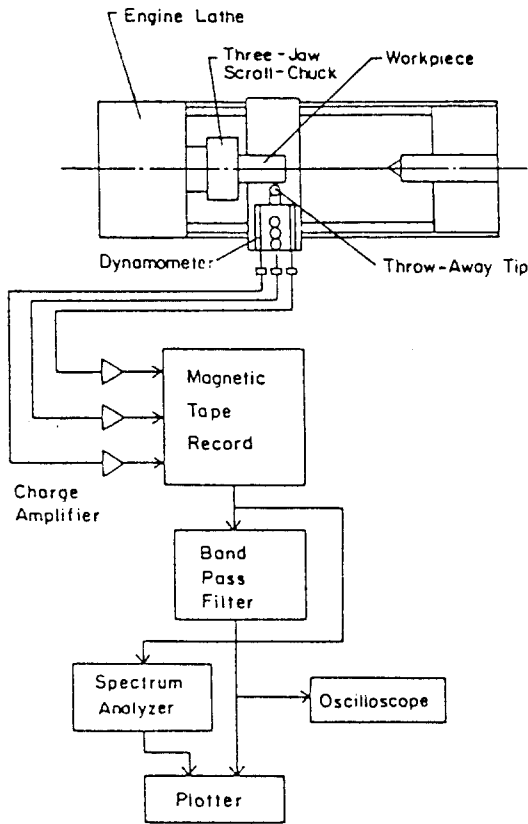 Engine Lathe
Three-Jaw
Scroll-Chuck
Workpiece
Dynamometer
Throw-Away Tip
Magnetic
Tape
Record
Charge
Amplifier
Band
Pass
Filter
Spectrum
Analyzer
Oscilloscope
Plotter